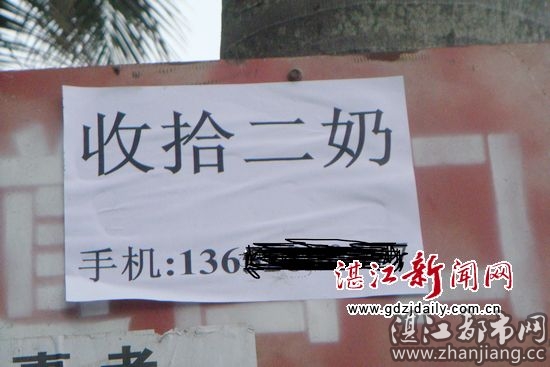 收拾二奶
手机:136
湛江新闻网
www.gdzjdaily.com.cn
湛江都市网
www.zhanjiang.cc